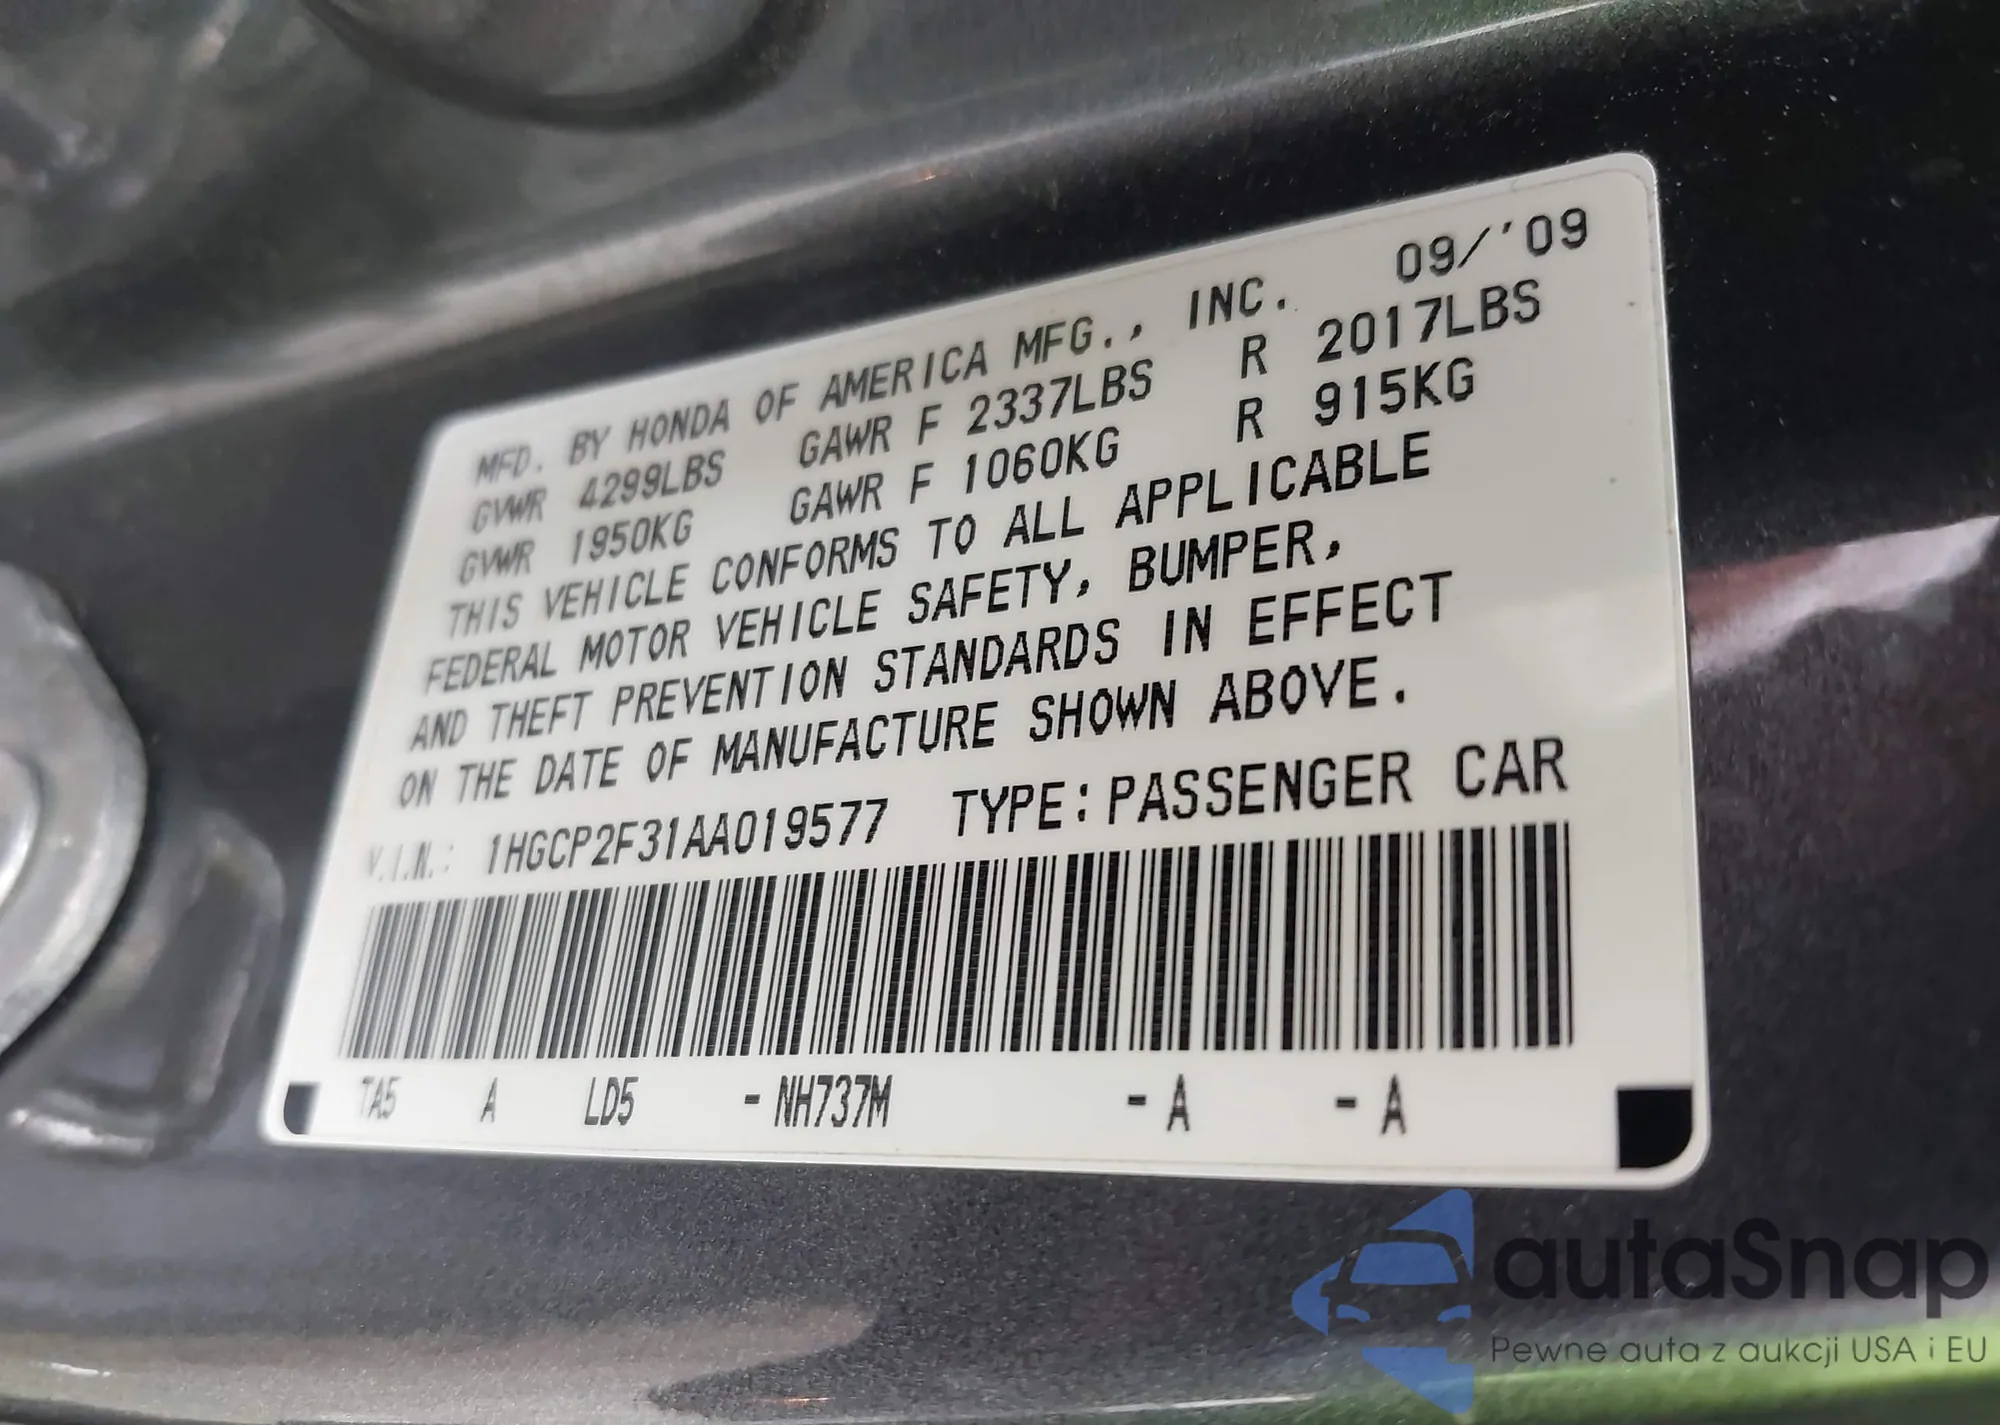 MFD. BY HONDA OF AMERICA MFG., INC. 09/'09
GVWR 4299LBS GAWR F 2337LBS R 2017LBS
GVWR 1950KG GAWR F 1060KG R 915KG
THIS VEHICLE CONFORMS TO ALL APPLICABLE
FEDERAL MOTOR VEHICLE SAFETY, BUMPER,
AND THEFT PREVENTION STANDARDS IN EFFECT
ON THE DATE OF MANUFACTURE SHOWN ABOVE.
V.I.N.: 1HGCP2F31AA019577 TYPE:PASSENGER CAR
TA5 A LD5 -NH737M -A -A
autaSnap
Pewne auta z aukcji USA i EU